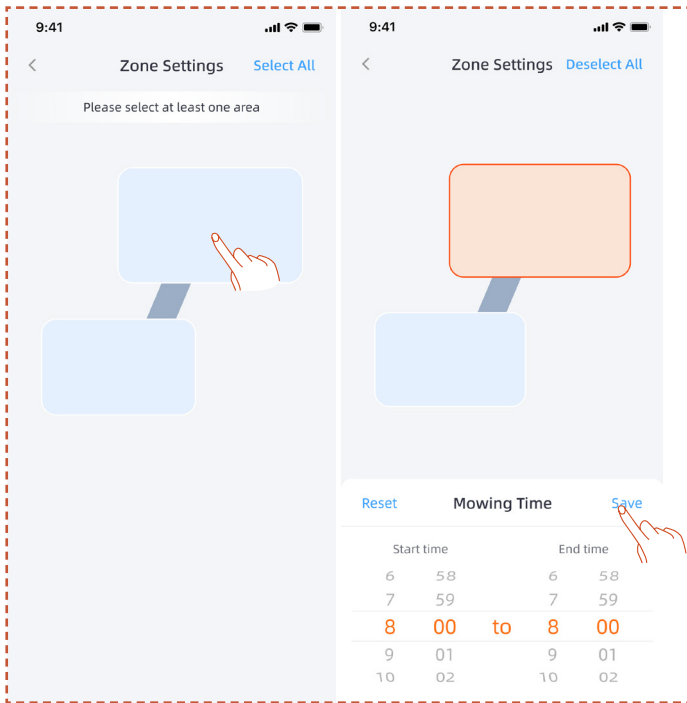 9:41
Zone Settings Select All
Please select at least one area
9:41
Zone Settings Deselect All
Reset Mowing Time Save
Start time End time
6 58 6 58
7 59 7 59
8 00 to 8 00
9 01 9 01
10 02 10 02